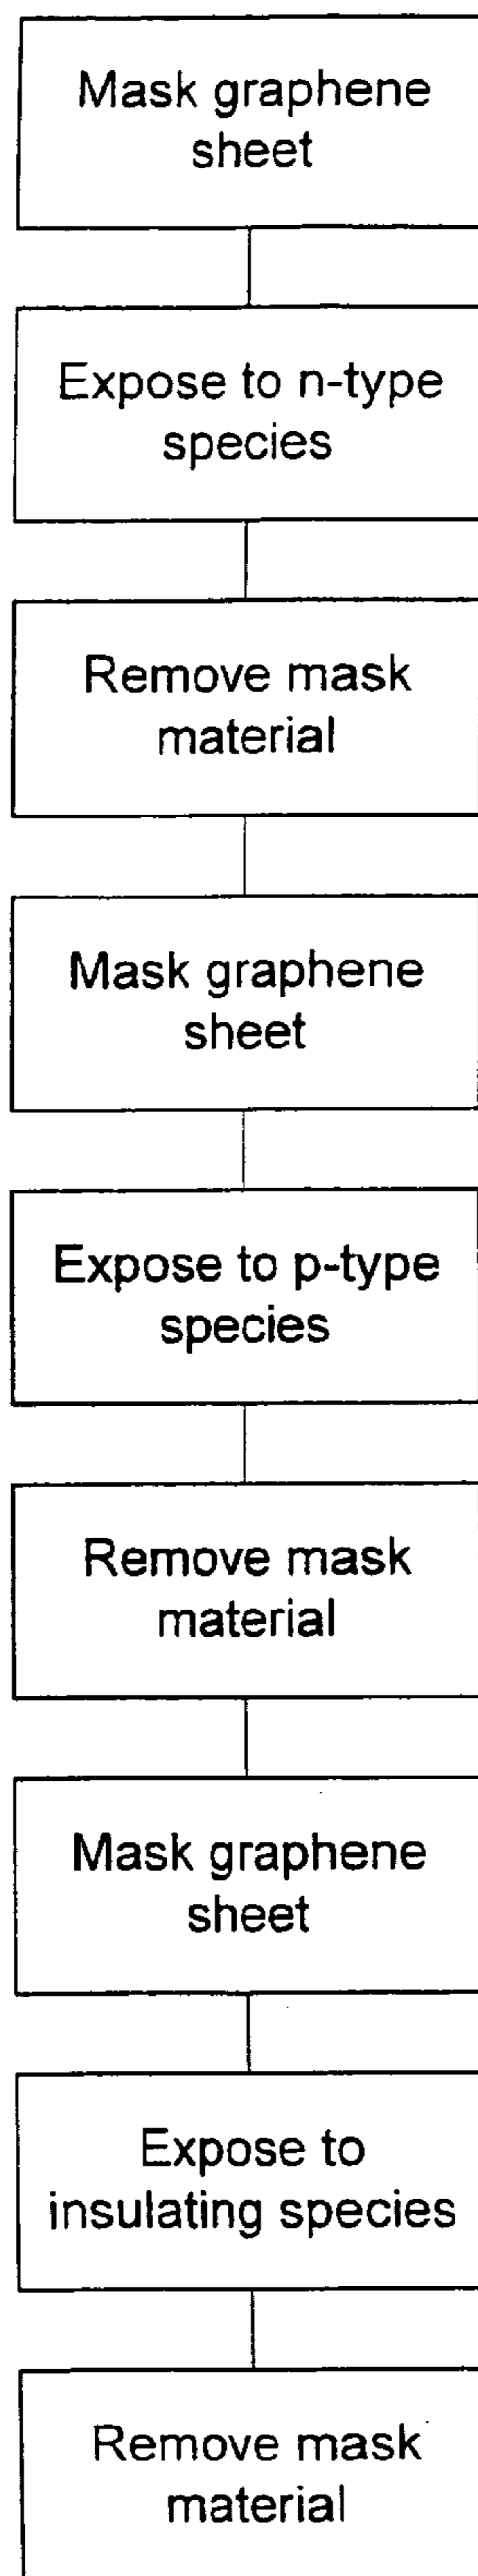 Mask graphene
sheet
Expose to n-type
species
Remove mask
material
Mask graphene
sheet
Expose to p-type
species
Remove mask
material
Mask graphene
sheet
Expose to
insulating species
Remove mask
material